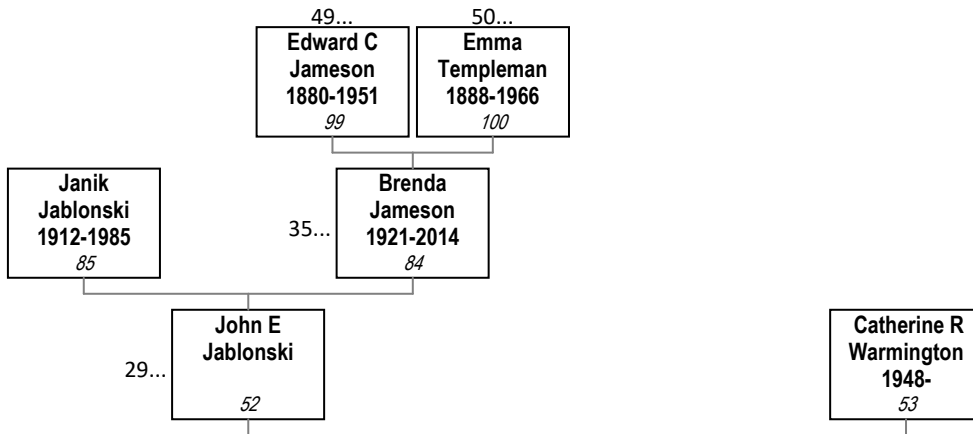 49...
50...
Edward C
Jameson
1880-1951
99
Emma
Templeman
1888-1966
100
Janik
Jablonski
1912-1985
85
35...
Brenda
Jameson
1921-2014
84
29...
John E
Jablonski
52
Catherine R
Warmington
1948-
53